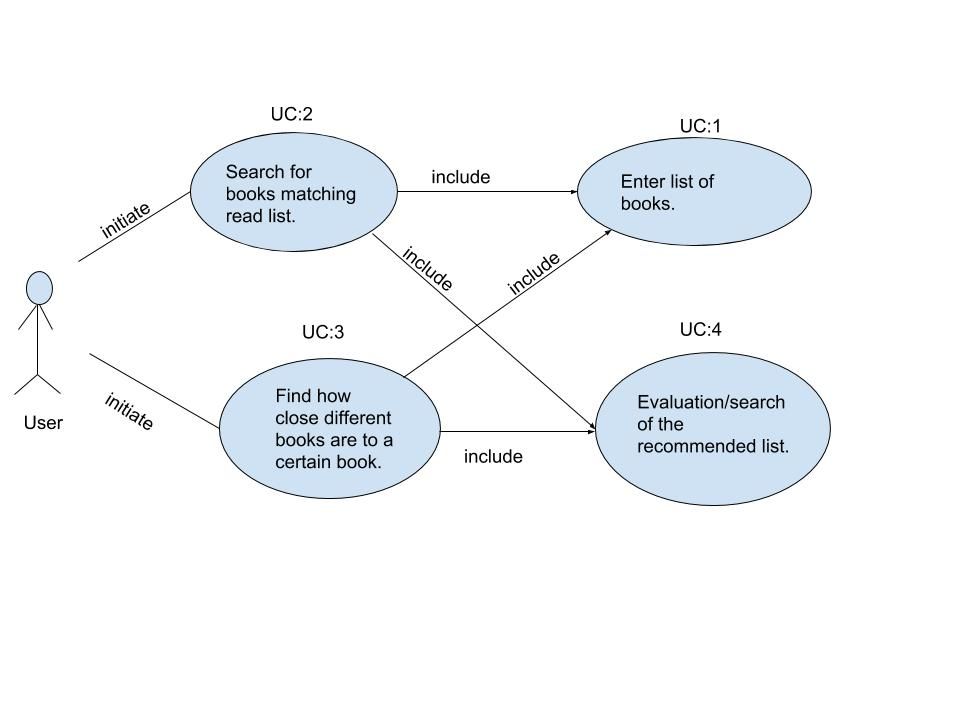 UC:2
UC:1
Search for
books matching
read list.
include
Enter list of
books.
initiate
include
include
UC:3
UC:4
Find how
close different
books are to a
certain book.
Evaluation/search
of the
recommended list.
initiate
User
include